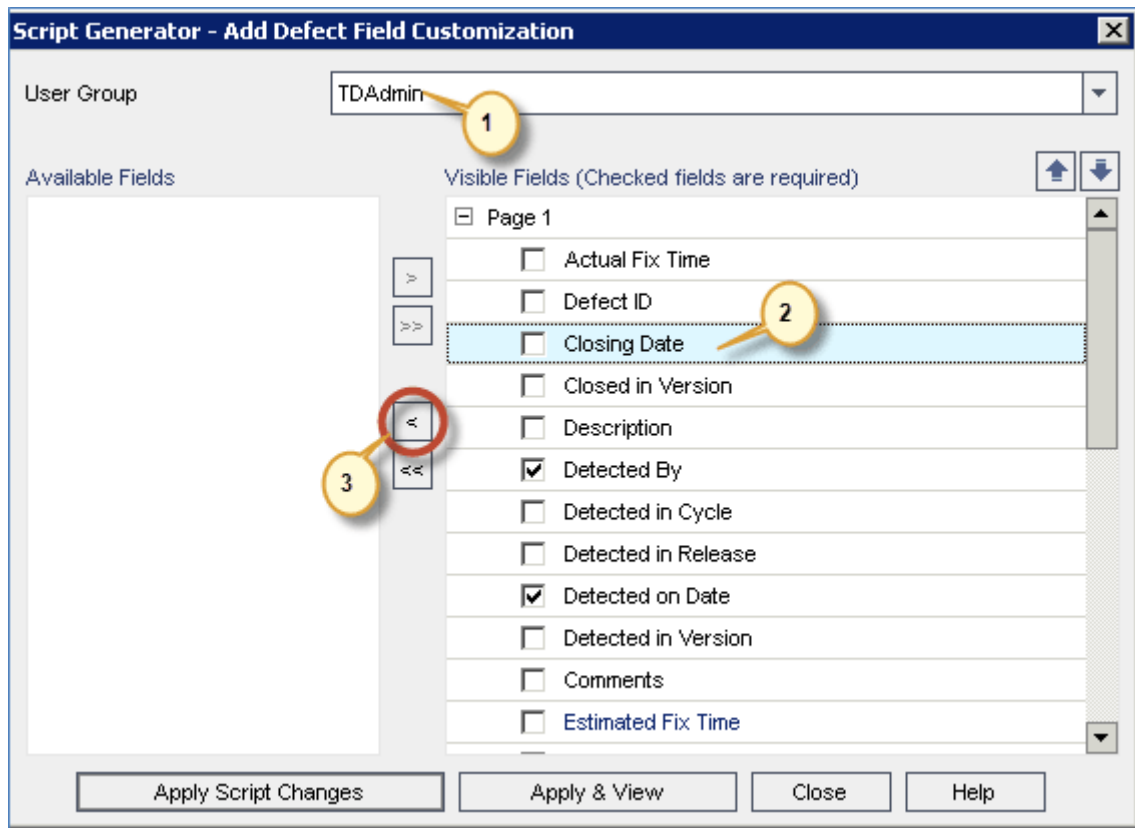 Script Generator - Add Defect Field Customization
User Group
TDAdmin
1
Available Fields
Visible Fields (Checked fields are required)
Page 1
Actual Fix Time
>
Defect ID
2
>>
Closing Date
Closed in Version
<
Description
3
<<
Detected By
Detected in Cycle
Detected in Release
Detected on Date
Detected in Version
Comments
Estimated Fix Time
Apply Script Changes
Apply & View
Close
Help